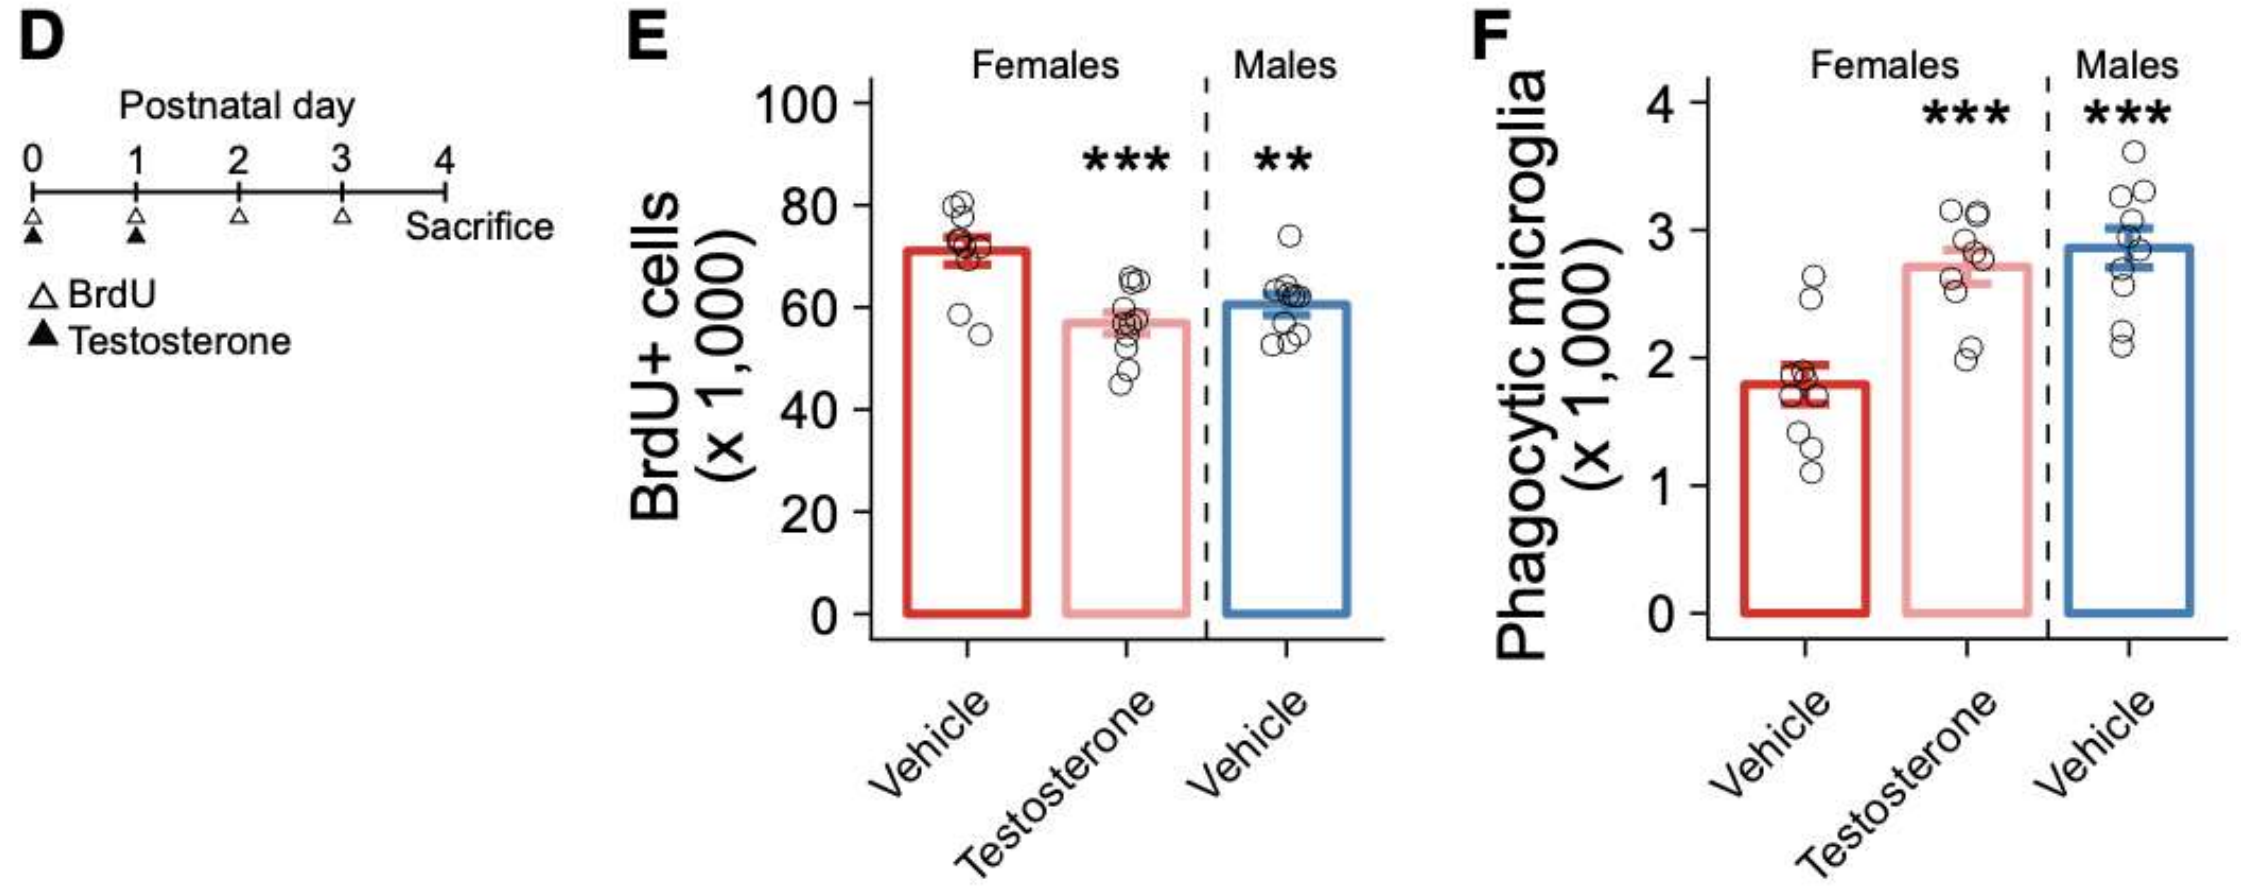 D
Postnatal day
0 1 2 3 4
Sacrifice
△ BrdU
▲ Testosterone
E
Females
Males
BrdU+ cells
(x 1,000)
100
80
60
40
20
0
***
**
Vehicle
Testosterone
Vehicle
F
Females
Males
Phagocytic microglia
(x 1,000)
4
3
2
1
0
***
***
Vehicle
Testosterone
Vehicle